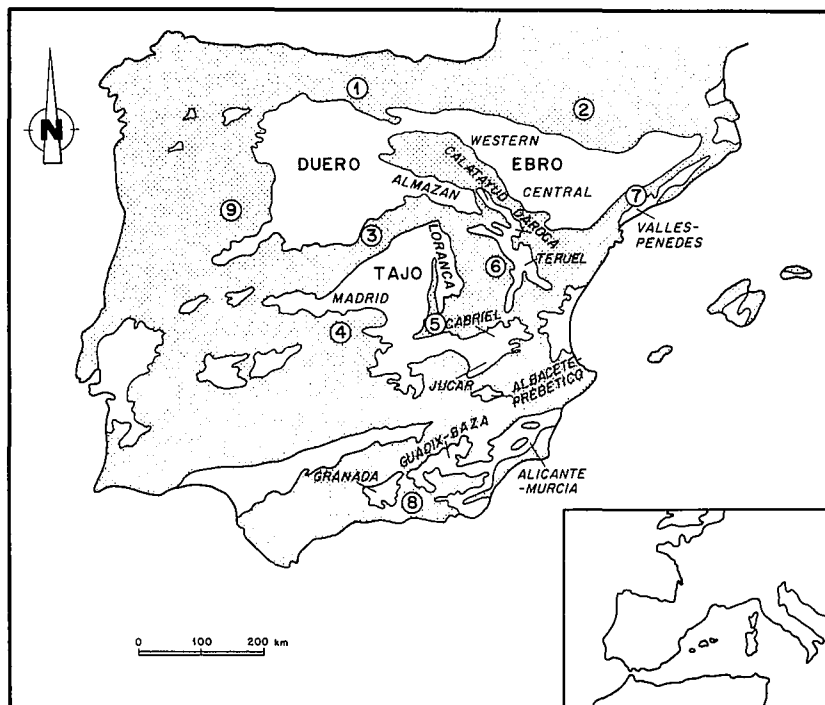 N
①
②
WESTERN
DUERO
EBRO
CALATAYUD
DAROCA
ALMAZAN
CENTRAL
⑨
⑦
VALLES-
PENEDES
③
LORANCA
⑥
TERUEL
TAJO
MADRID
④
⑤
CABRIEL
JUCAR
ALBACETE-
PREBETICO
GUADIX-BAZA
GRANADA
ALICANTE
-MURCIA
⑧
0 100 200 km